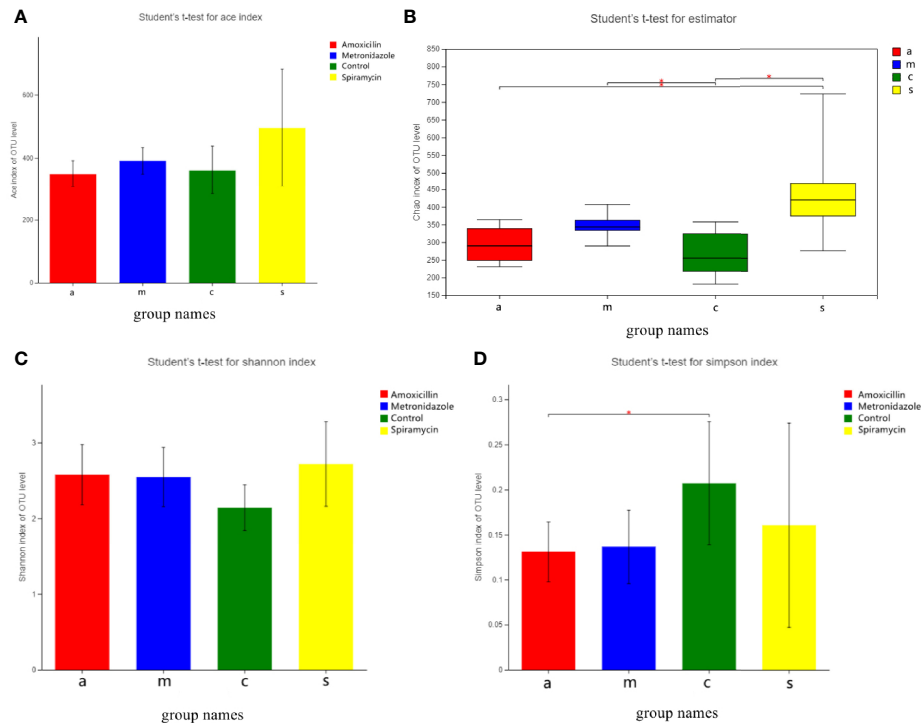 A
Student's t-test for ace index
Amoxicillin
Metronidazole
Control
Spiramycin
Ace index of OTU level
600
400
200
0
a m c s
group names
B
Student's t-test for estimator
a
m
c
s
Chao index of OTU level
850
800
750
700
650
600
550
500
450
400
350
300
250
200
150
* * *
a m c s
group names
C
Student's t-test for shannon index
Amoxicillin
Metronidazole
Control
Spiramycin
Shannon index of OTU level
3
2
1
0
a m c s
group names
D
Student's t-test for simpson index
Amoxicillin
Metronidazole
Control
Spiramycin
Simpson index of OTU level
0.3
0.25
0.2
0.15
0.1
0.05
0
*
a m c s
group names